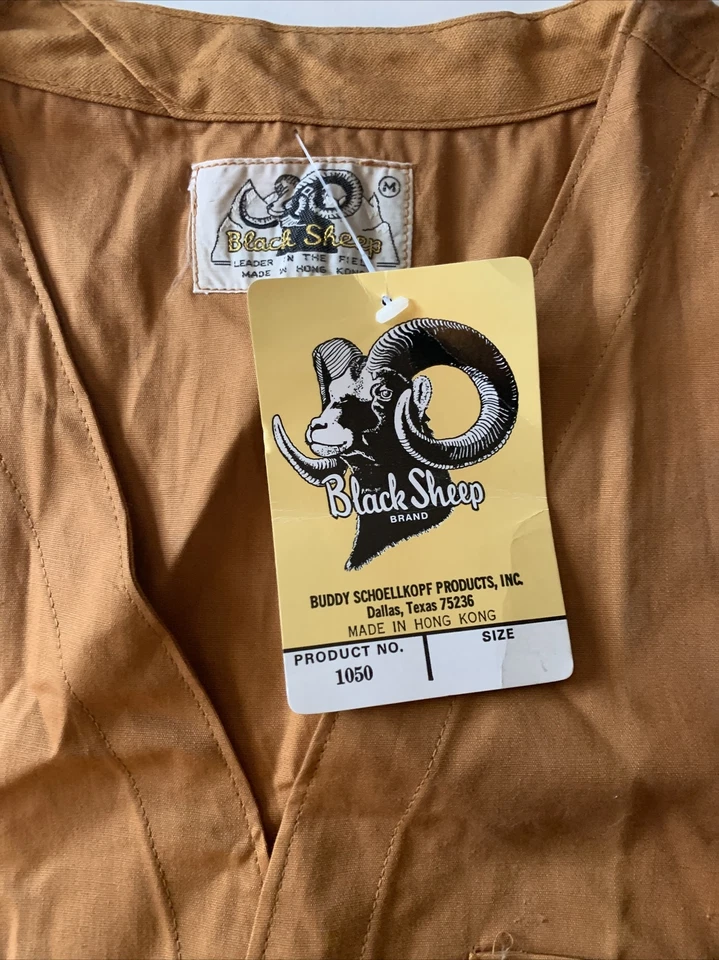 M
Black Sheep
LEADER IN THE FIEL
MADE IN HONG KONG
Black Sheep
BRAND
BUDDY SCHOELLKOPF PRODUCTS, INC.
Dallas, Texas 75236
MADE IN HONG KONG
PRODUCT NO. SIZE
1050